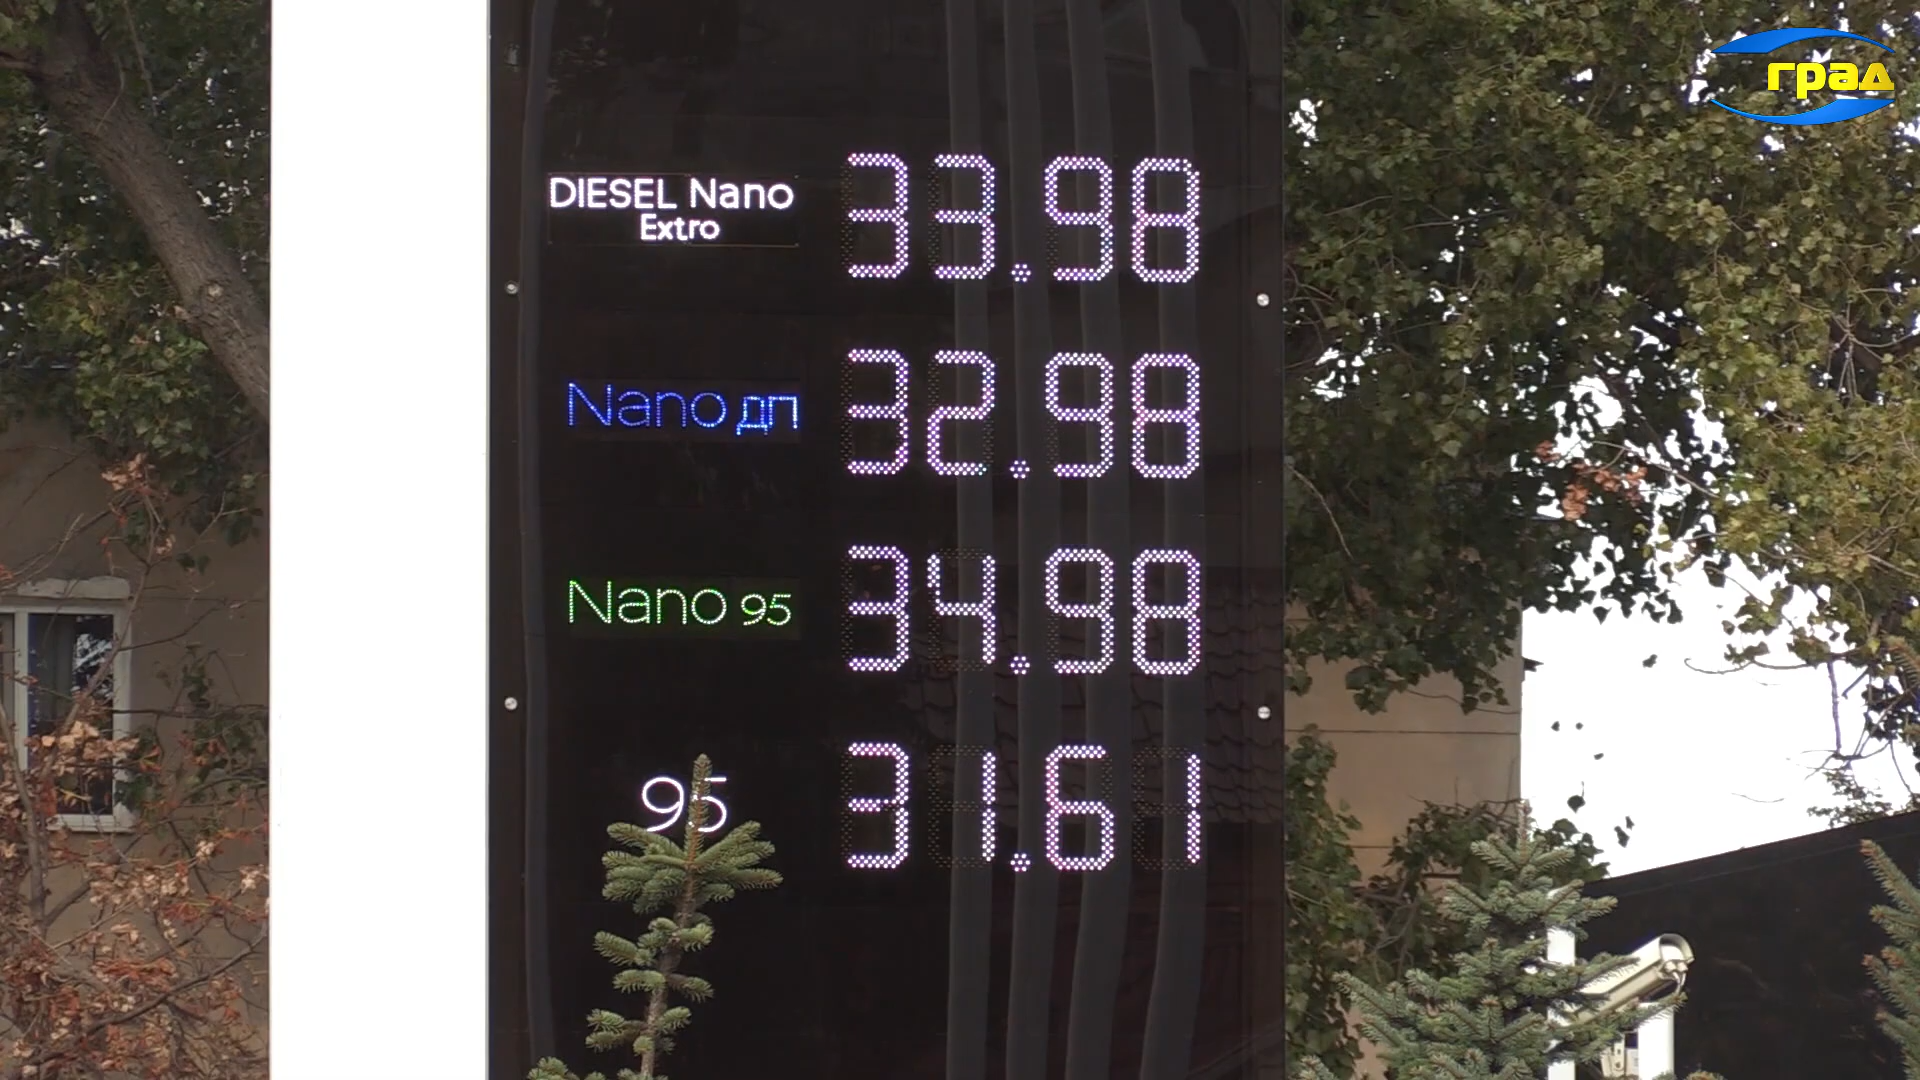 град
DIESEL Nano 33.98
Extro
Nano ДП 32.98
Nano 95 34.98
95 31.61